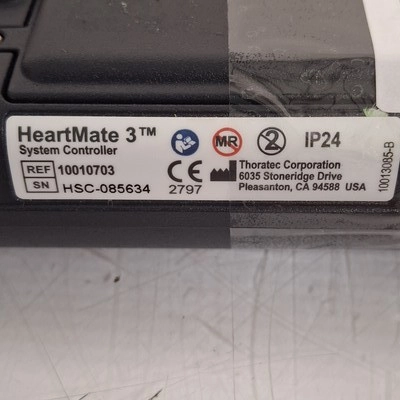 HeartMate 3™
System Controller
REF 10010703
SN HSC-085634
CE 2797
MR
2
IP24
Thoratec Corporation
6035 Stoneridge Drive
Pleasanton, CA 94588 USA
10013085-B